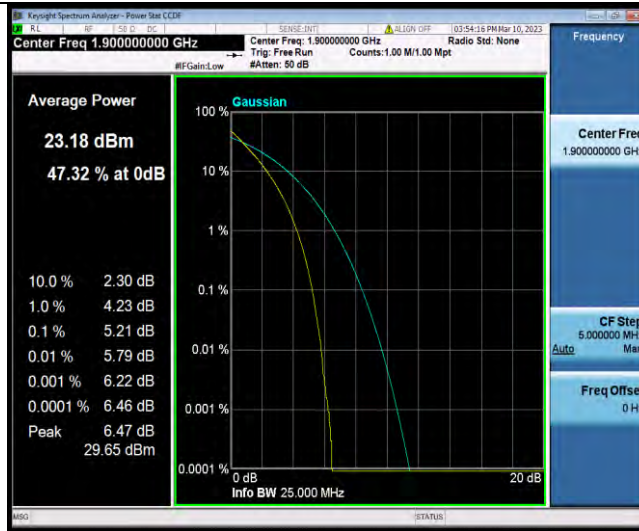 Keysight Spectrum Analyzer - Power Stat CCDF
RL RF 50 Ω DC SENSE:INT ALIGN OFF 03:54:16 PM Mar 10, 2023
Center Freq 1.900000000 GHz
Center Freq: 1.900000000 GHz Radio Std: None
Trig: Free Run Counts:1.00 M/1.00 Mpt
#IFGain:Low #Atten: 50 dB
Frequency
Average Power
23.18 dBm
47.32 % at 0dB
10.0 % 2.30 dB
1.0 % 4.23 dB
0.1 % 5.21 dB
0.01 % 5.79 dB
0.001 % 6.22 dB
0.0001 % 6.46 dB
Peak 6.47 dB
29.65 dBm
Gaussian
100 %
10 %
1 %
0.1 %
0.01 %
0.001 %
0.0001 %
0 dB 20 dB
Info BW 25.000 MHz
Center Fre
1.900000000 GH
CF Step
5.000000 MH
Auto Ma
Freq Offse
0 H
MSG STATUS